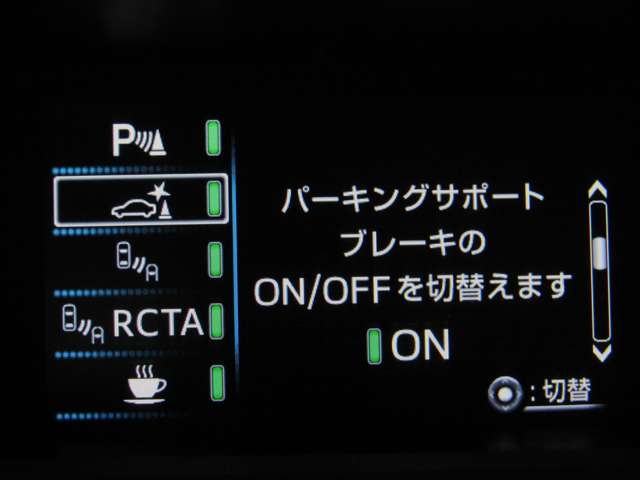 P
パーキングサポート
ブレーキの
ON/OFFを切替えます
RCTA
ON
:切替